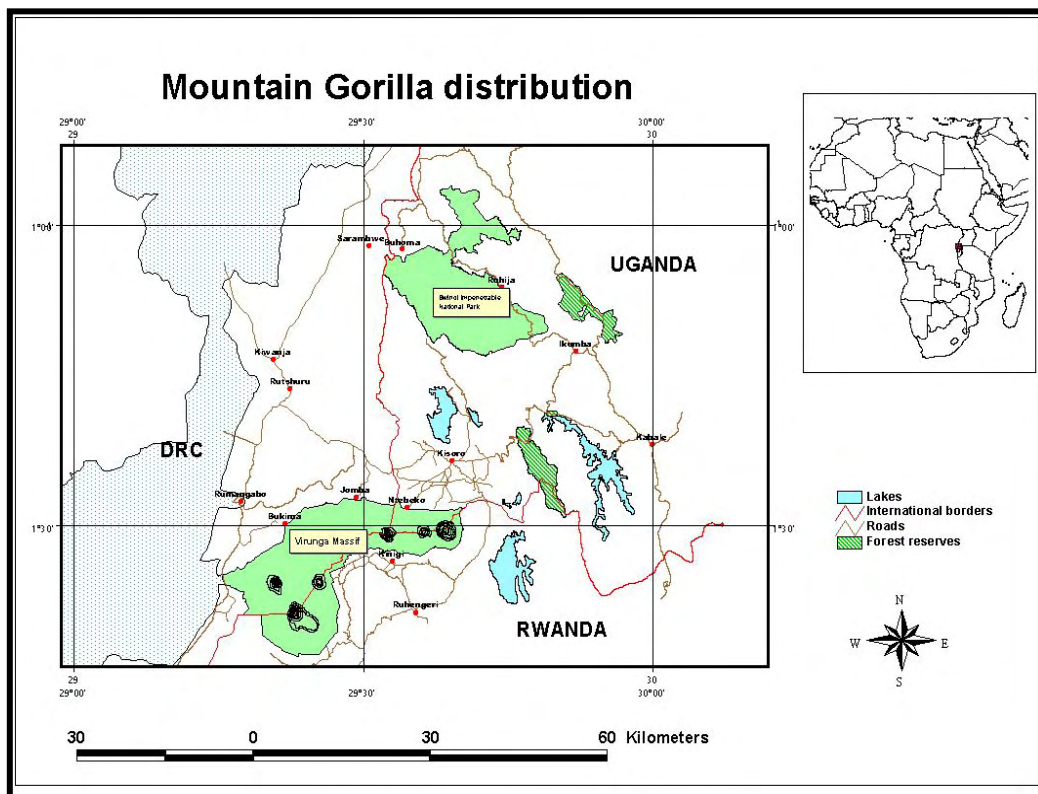 Mountain Gorilla distribution
29°00'
29
29°30'
30°00'
30
1°00'
1°00'
Sarambwe
Buhoma
UGANDA
Ruhija
Bwindi Impenetrable
National Park
Ikumba
Kiwanja
Rutshuru
DRC
Kabale
Kisoro
Rumangabo
Jomba
Ntebeko
Bukima
1°30'
1°30'
Virunga Massif
Kinigi
Ruhengeri
RWANDA
29
29°00'
29°30'
30
30°00'
Lakes
International borders
Roads
Forest reserves
N
W
E
S
30
0
30
60 Kilometers